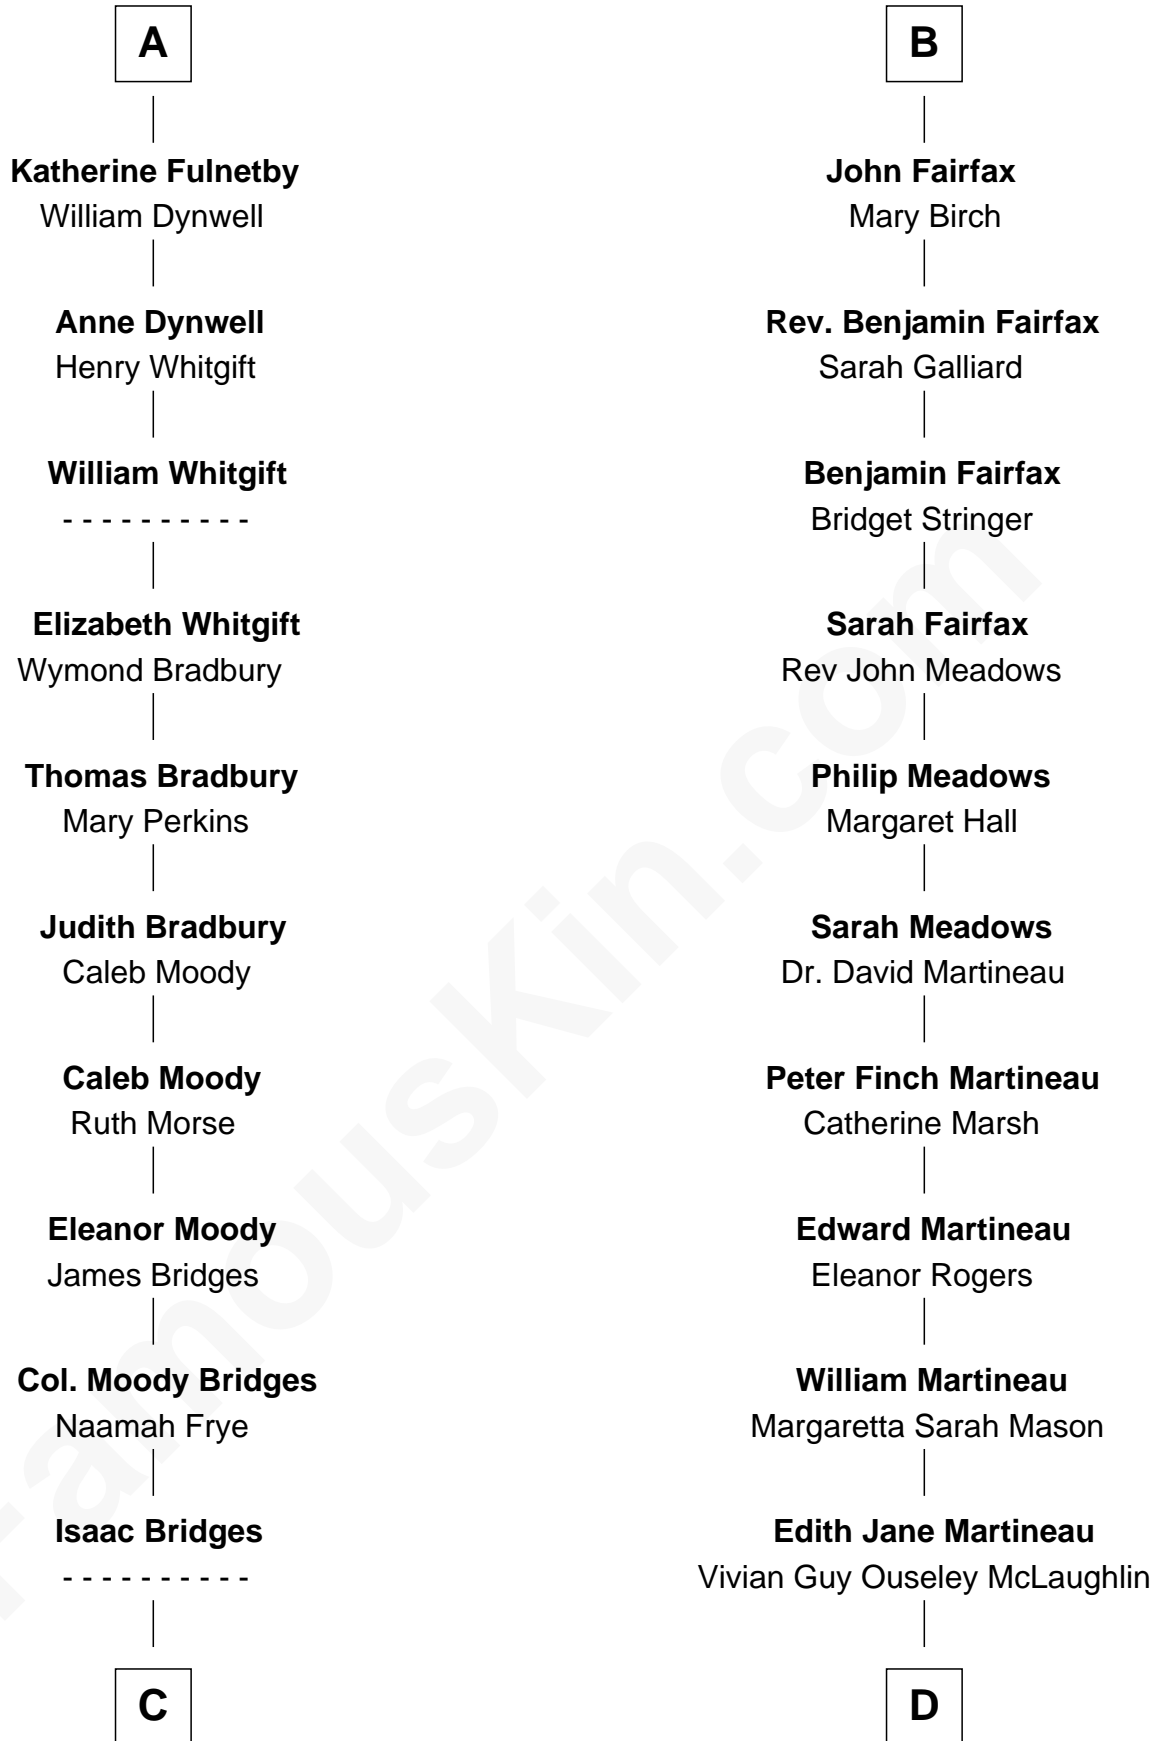 A
Katherine Fulnetby
William Dynwell
Anne Dynwell
Henry Whitgift
William Whitgift
- - - - - - - - - -
Elizabeth Whitgift
Wymond Bradbury
Thomas Bradbury
Mary Perkins
Judith Bradbury
Caleb Moody
Caleb Moody
Ruth Morse
Eleanor Moody
James Bridges
Col. Moody Bridges
Naamah Frye
Isaac Bridges
- - - - - - - - - -
C
B
John Fairfax
Mary Birch
Rev. Benjamin Fairfax
Sarah Galliard
Benjamin Fairfax
Bridget Stringer
Sarah Fairfax
Rev John Meadows
Philip Meadows
Margaret Hall
Sarah Meadows
Dr. David Martineau
Peter Finch Martineau
Catherine Marsh
Edward Martineau
Eleanor Rogers
William Martineau
Margaretta Sarah Mason
Edith Jane Martineau
Vivian Guy Ouseley McLaughlin
D
FamousKin.com